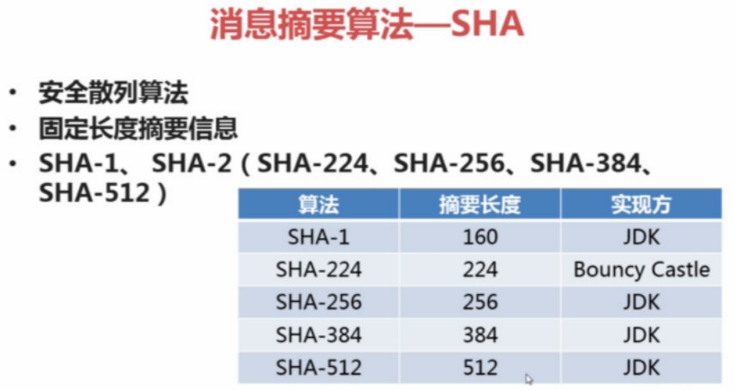 消息摘要算法—SHA
• 安全散列算法
• 固定长度摘要信息
• SHA-1、 SHA-2（SHA-224、SHA-256、SHA-384、
SHA-512）
算法 摘要长度 实现方
SHA-1 160 JDK
SHA-224 224 Bouncy Castle
SHA-256 256 JDK
SHA-384 384 JDK
SHA-512 512 JDK